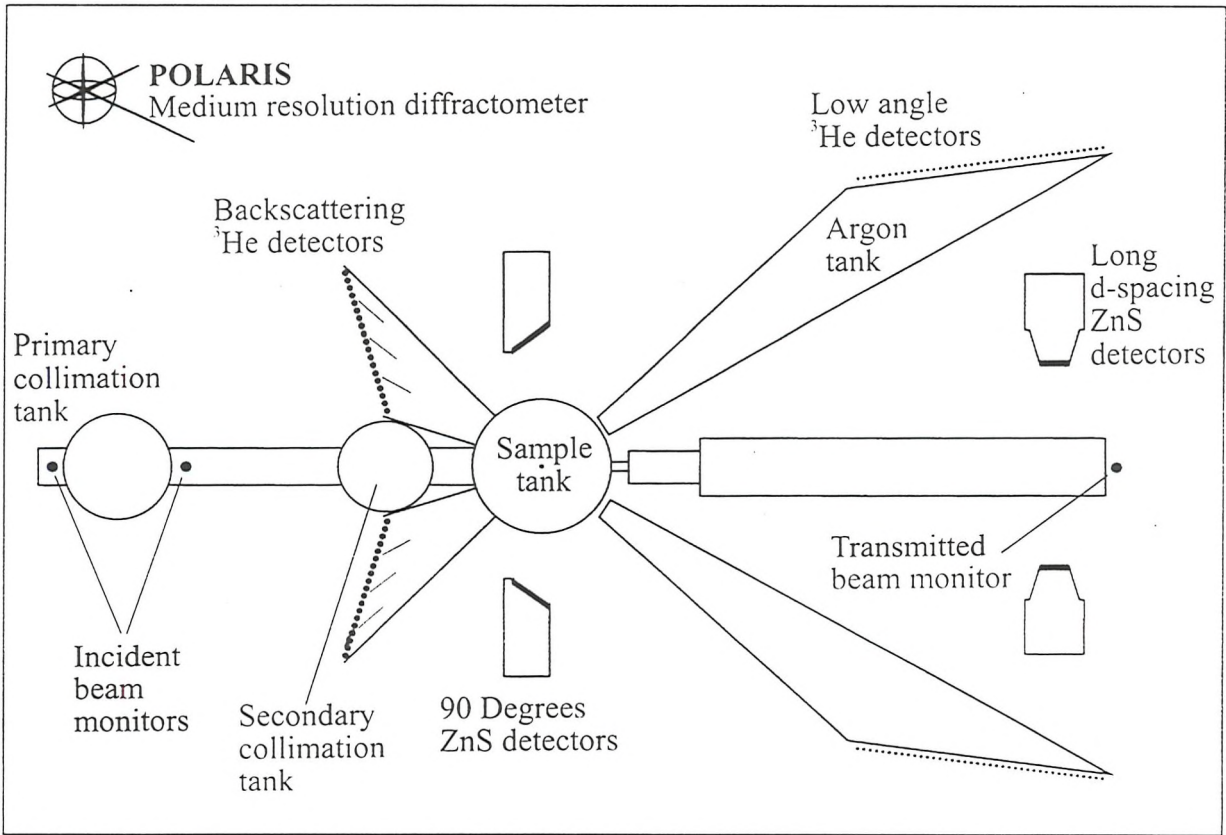 POLARIS
Medium resolution diffractometer
Low angle
³He detectors
Backscattering
³He detectors
Argon
tank
Long
d-spacing
ZnS
detectors
Primary
collimation
tank
Sample
tank
Transmitted
beam monitor
Incident
beam
monitors
Secondary
collimation
tank
90 Degrees
ZnS detectors